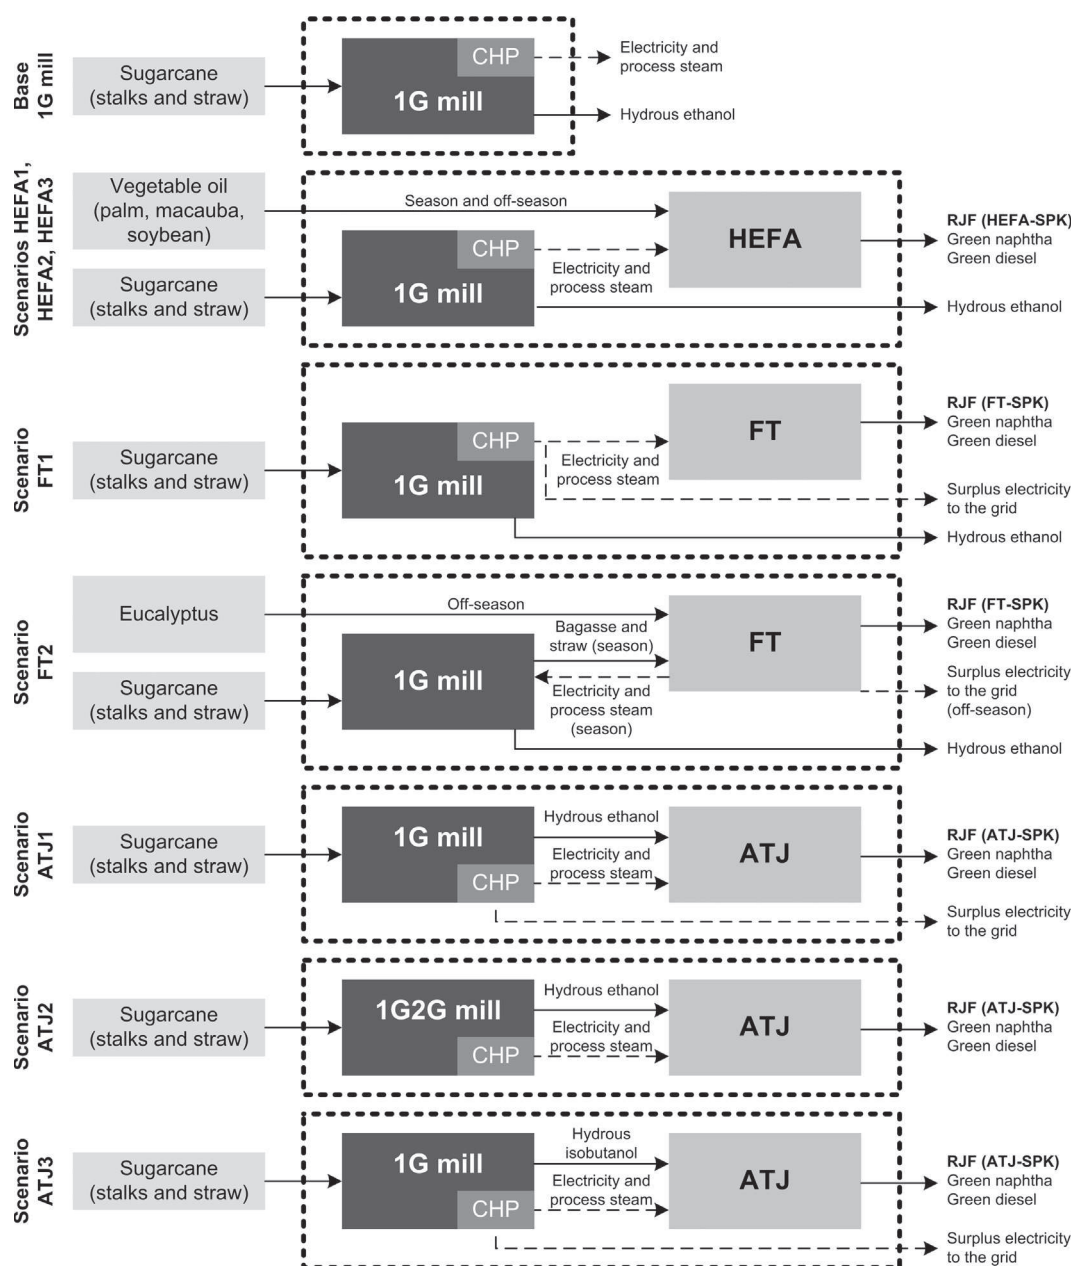 Base
1G mill
Sugarcane
(stalks and straw)
CHP
1G mill
Electricity and
process steam
Hydrous ethanol
Scenarios HEFA1,
HEFA2, HEFA3
Vegetable oil
(palm, macauba,
soybean)
Sugarcane
(stalks and straw)
Season and off-season
CHP
1G mill
Electricity and
process steam
HEFA
RJF (HEFA-SPK)
Green naphtha
Green diesel
Hydrous ethanol
Scenario
FT1
Sugarcane
(stalks and straw)
CHP
1G mill
Electricity and
process steam
FT
RJF (FT-SPK)
Green naphtha
Green diesel
Surplus electricity
to the grid
Hydrous ethanol
Scenario
FT2
Eucalyptus
Sugarcane
(stalks and straw)
Off-season
1G mill
Bagasse and
straw (season)
Electricity and
process steam
(season)
FT
RJF (FT-SPK)
Green naphtha
Green diesel
Surplus electricity
to the grid
(off-season)
Hydrous ethanol
Scenario
ATJ1
Sugarcane
(stalks and straw)
1G mill
CHP
Hydrous ethanol
Electricity and
process steam
ATJ
RJF (ATJ-SPK)
Green naphtha
Green diesel
Surplus electricity
to the grid
Scenario
ATJ2
Sugarcane
(stalks and straw)
1G2G mill
CHP
Hydrous ethanol
Electricity and
process steam
ATJ
RJF (ATJ-SPK)
Green naphtha
Green diesel
Scenario
ATJ3
Sugarcane
(stalks and straw)
1G mill
CHP
Hydrous
isobutanol
Electricity and
process steam
ATJ
RJF (ATJ-SPK)
Green naphtha
Green diesel
Surplus electricity
to the grid